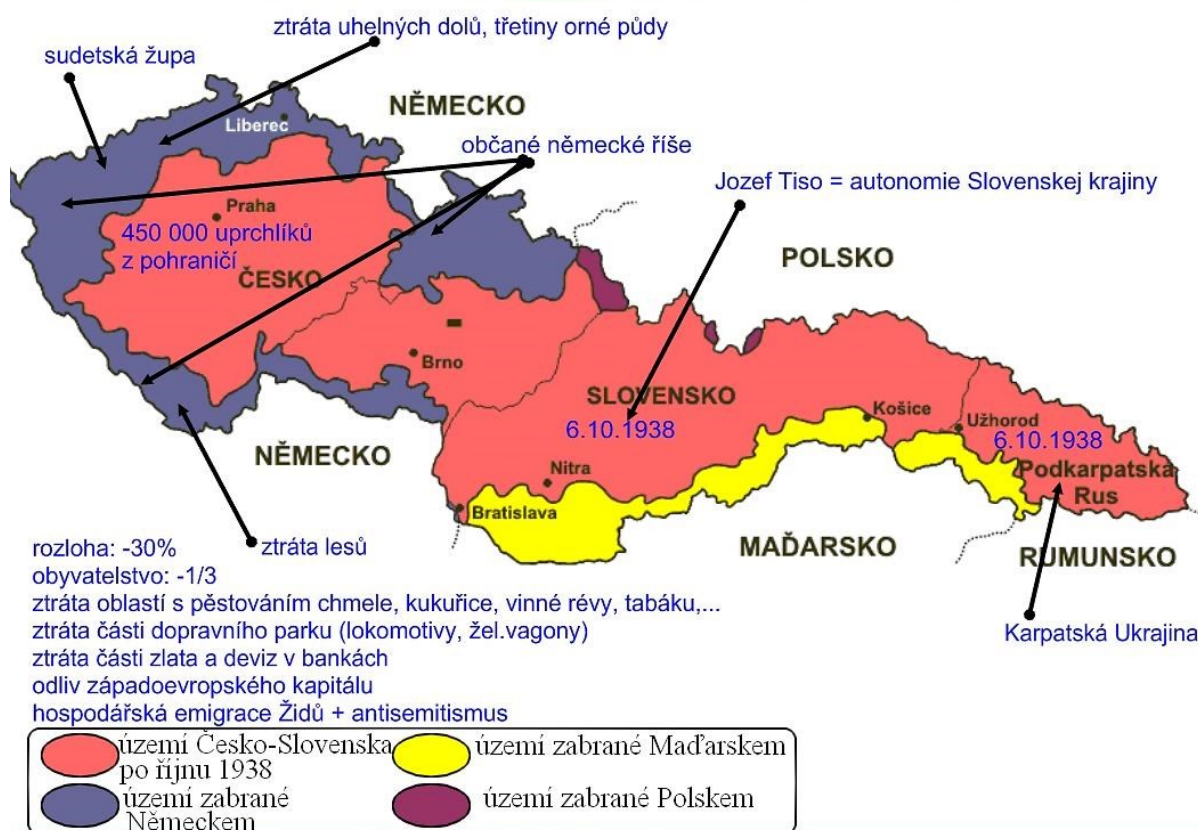 ztráta uhelných dolů, třetiny orné půdy
sudetská župa
NĚMECKO
Liberec
občané německé říše
Jozef Tiso = autonomie Slovenskej krajiny
Praha
450 000 uprchlíků
z pohraničí
ČESKO
POLSKO
Brno
SLOVENSKO
6.10.1938
Košice
Užhorod
6.10.1938
Podkarpatská
Rus
NĚMECKO
Nitra
Bratislava
MAĎARSKO
RUMUNSKO
ztráta lesů
Karpatská Ukrajina
rozloha: -30%
obyvatelstvo: -1/3
ztráta oblastí s pěstováním chmele, kukuřice, vinné révy, tabáku,...
ztráta části dopravního parku (lokomotivy, žel.vagony)
ztráta části zlata a deviz v bankách
odliv západoevropského kapitálu
hospodářská emigrace Židů + antisemitismus
území Česko-Slovenska
po říjnu 1938
území zabrané Maďarskem
území zabrané
Německem
území zabrané Polskem